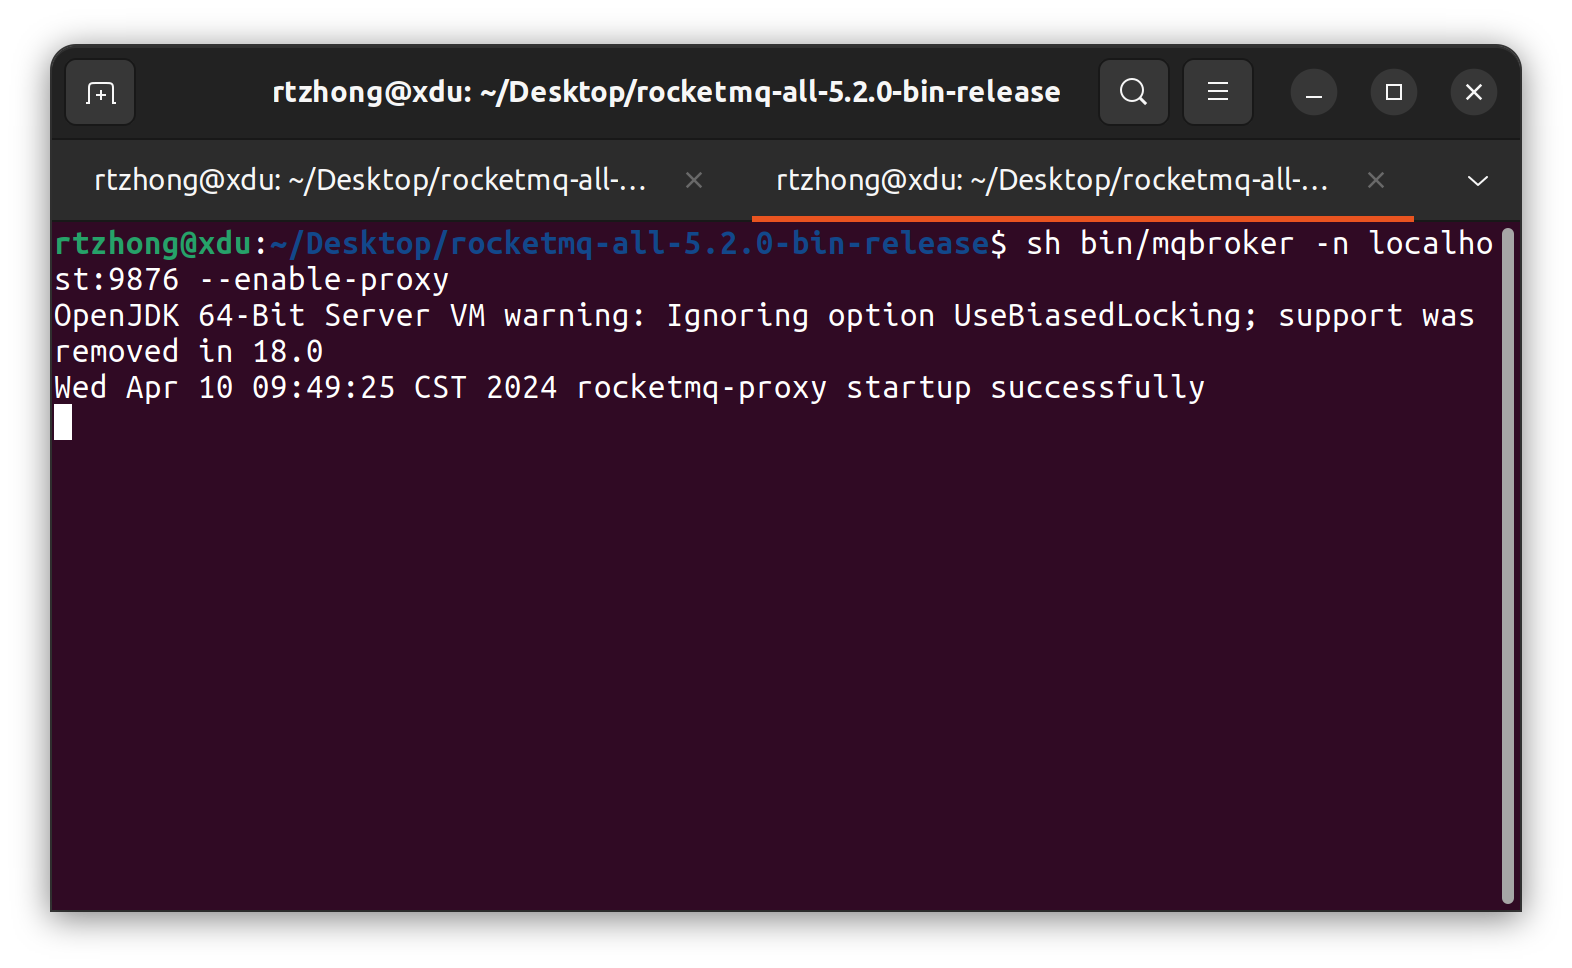 rtzhong@xdu: ~/Desktop/rocketmq-all-5.2.0-bin-release
rtzhong@xdu: ~/Desktop/rocketmq-all-...
rtzhong@xdu: ~/Desktop/rocketmq-all-...
rtzhong@xdu:~/Desktop/rocketmq-all-5.2.0-bin-release$ sh bin/mqbroker -n localho
st:9876 --enable-proxy
OpenJDK 64-Bit Server VM warning: Ignoring option UseBiasedLocking; support was
removed in 18.0
Wed Apr 10 09:49:25 CST 2024 rocketmq-proxy startup successfully